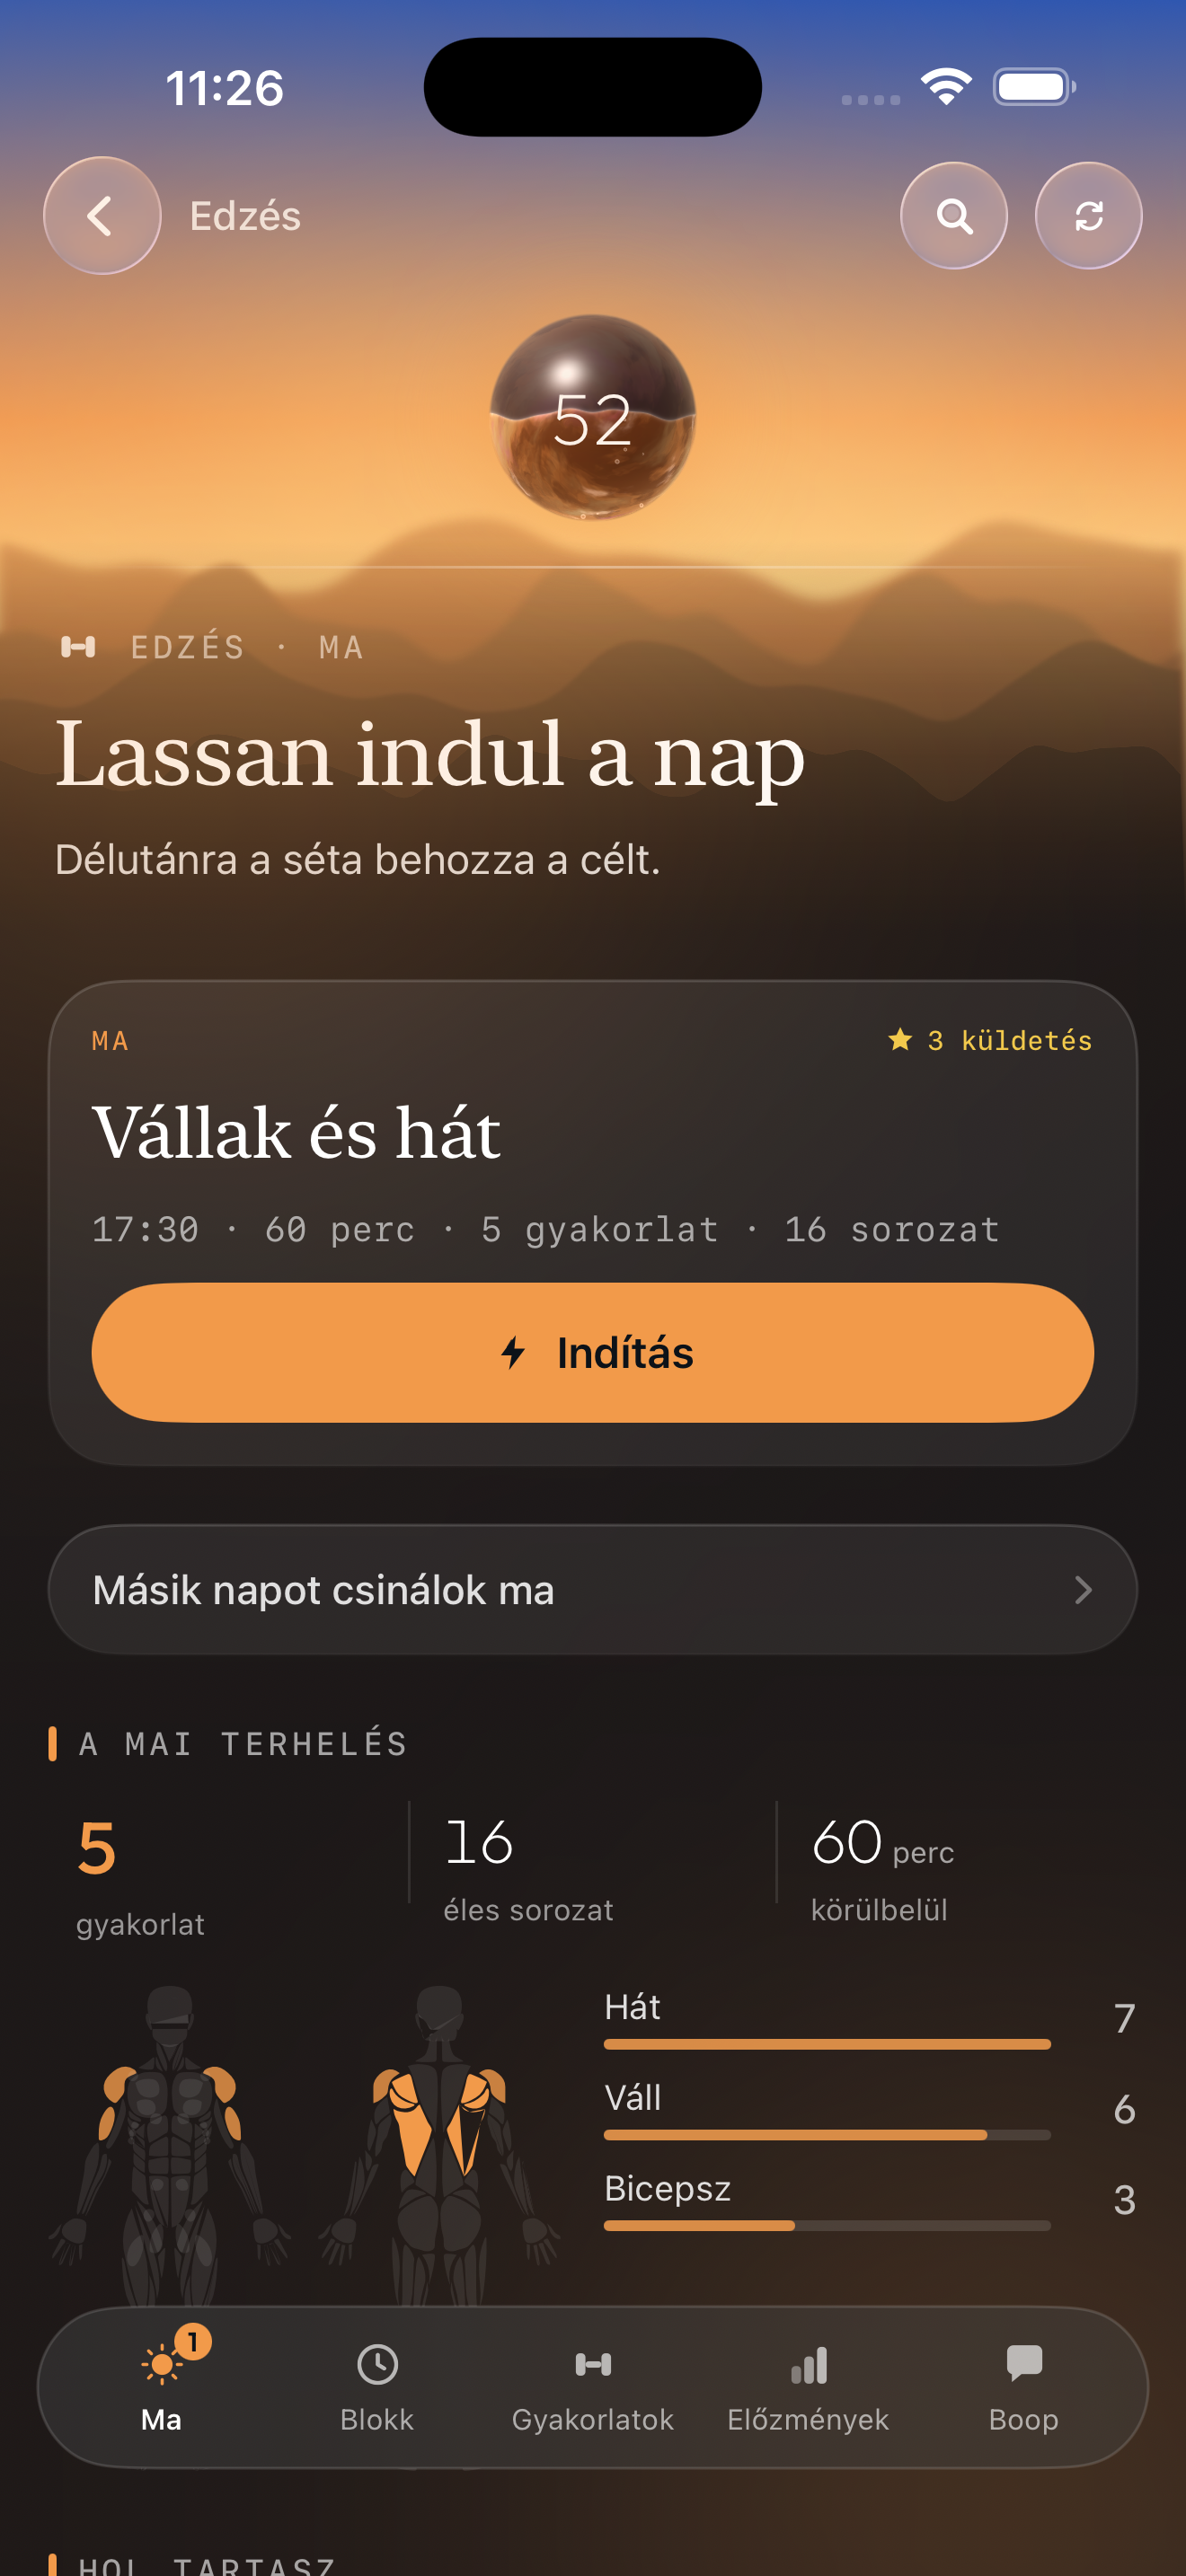 11:26
Edzés
52
EDZÉS · MA
Lassan indul a nap
Délutánra a séta behozza a célt.
MA
3 küldetés
Vállak és hát
17:30 · 60 perc · 5 gyakorlat · 16 sorozat
Indítás
Másik napot csinálok ma
A MAI TERHELÉS
5
gyakorlat
16
éles sorozat
60 perc
körülbelül
Hát 7
Váll 6
Bicepsz 3
1
Ma
Blokk
Gyakorlatok
Előzmények
Boop
HOL TARTASZ